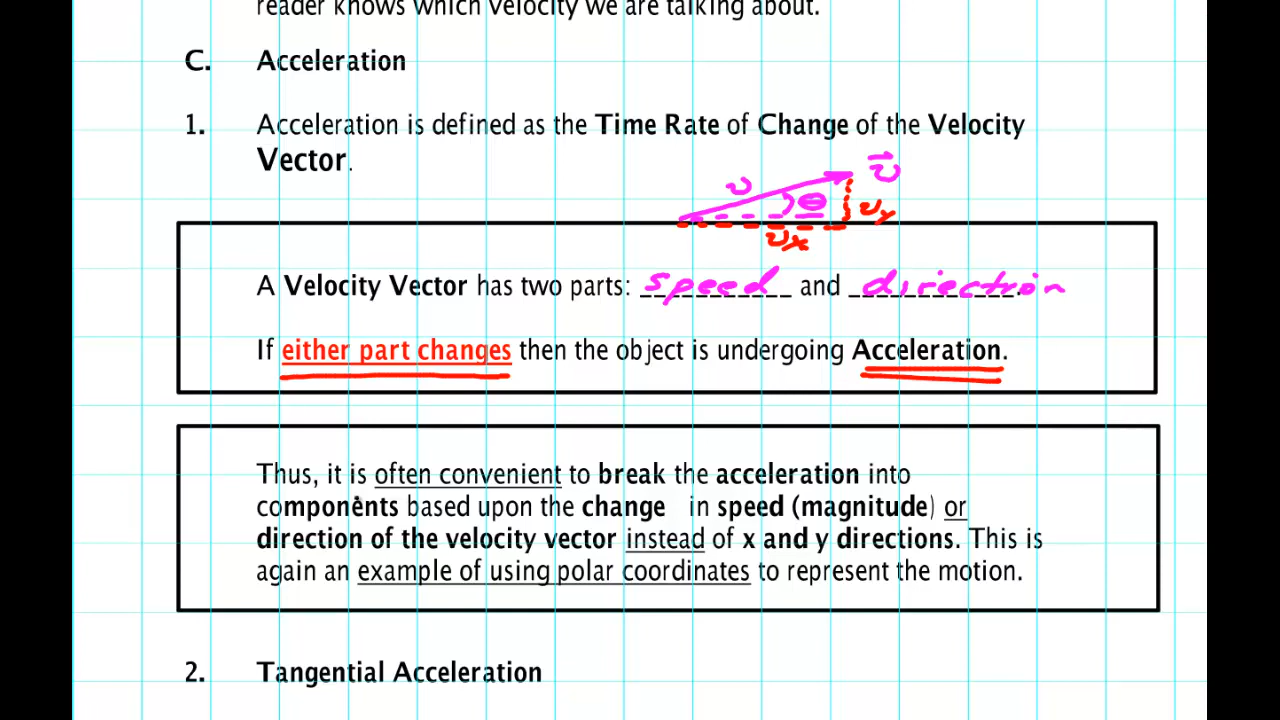 reader knows which velocity we are talking about.
C. Acceleration
1. Acceleration is defined as the Time Rate of Change of the Velocity
Vector.
v θ v⃗
v_y
v_x
A Velocity Vector has two parts: speed and direction.
If either part changes then the object is undergoing Acceleration.
Thus, it is often convenient to break the acceleration into
components based upon the change in speed (magnitude) or
direction of the velocity vector instead of x and y directions. This is
again an example of using polar coordinates to represent the motion.
2. Tangential Acceleration